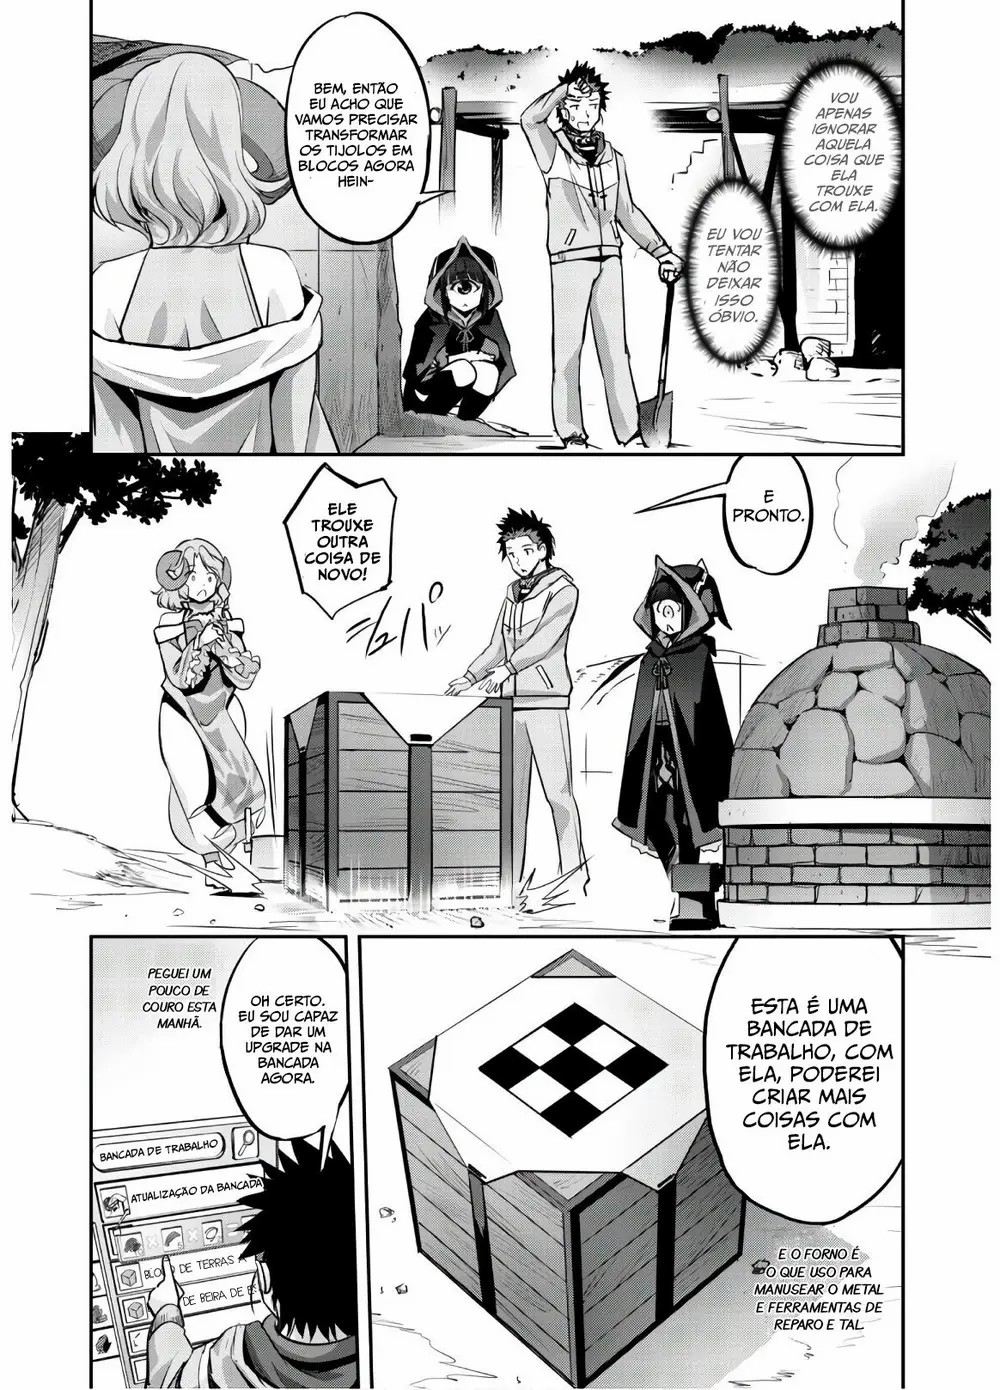 BEM, ENTÃO
EU ACHO QUE
VAMOS PRECISAR
TRANSFORMAR
OS TIJOLOS EM
BLOCOS AGORA
HEIN-
VOU
APENAS
IGNORAR
AQUELA
COISA QUE
ELA
TROUXE
COM ELA.
EU VOU
TENTAR
NÃO
DEIXAR
ISSO
ÓBVIO.
ELE
TROUXE
OUTRA
COISA DE
NOVO!
ジュパ
E
PRONTO.
PEGUEI UM
POUCO DE
COURO ESTA
MANHÃ.
OH CERTO.
EU SOU CAPAZ
DE DAR UM
UPGRADE NA
BANCADA
AGORA.
BANCADA DE TRABALHO
ATUALIZAÇÃO DA BANCADA
DE TERRAS A
DE BEIRA DE
ESTA É UMA
BANCADA DE
TRABALHO, COM
ELA, PODEREI
CRIAR MAIS
COISAS COM
ELA.
E O FORNO É
O QUE USO PARA
MANUSEAR O METAL
E FERRAMENTAS DE
REPARO E TAL.